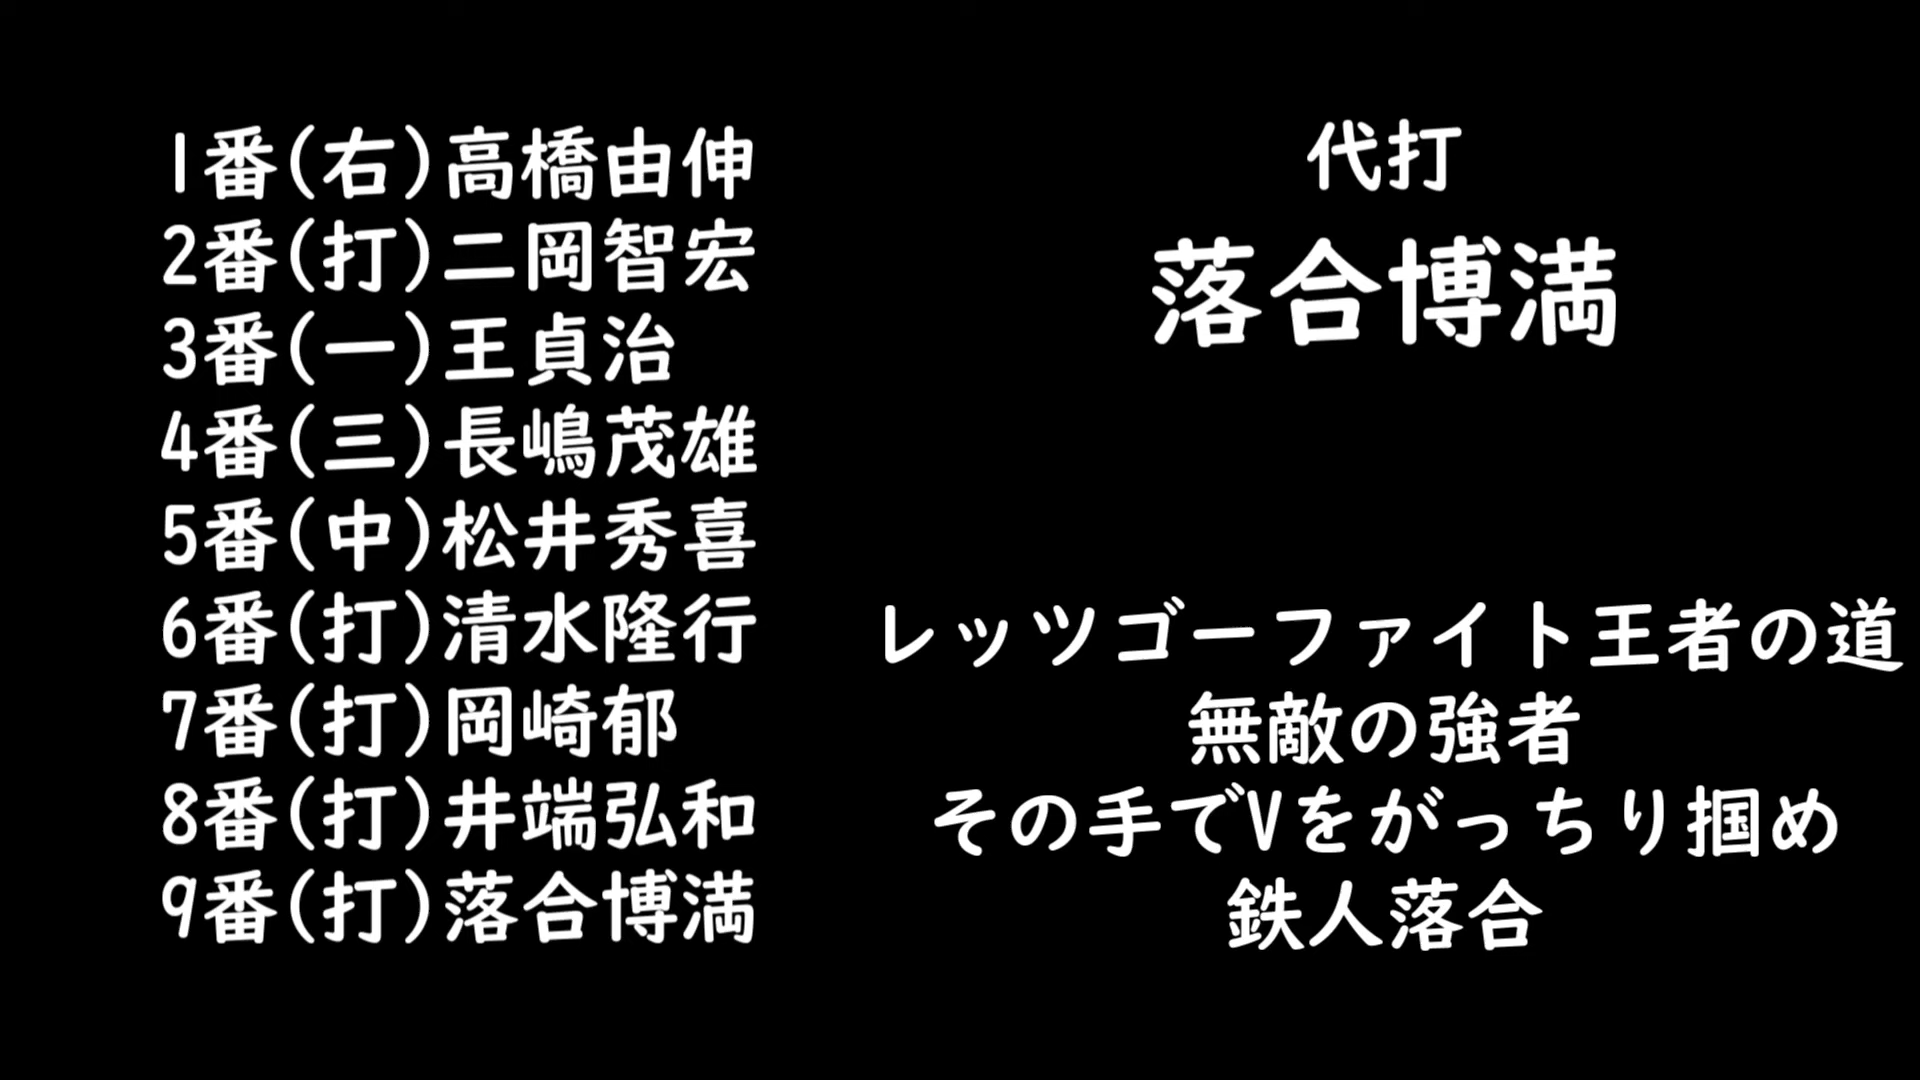 1番(右)高橋由伸
2番(打)二岡智宏
3番(一)王貞治
4番(三)長嶋茂雄
5番(中)松井秀喜
6番(打)清水隆行
7番(打)岡崎郁
8番(打)井端弘和
9番(打)落合博満
代打
落合博満
レッツゴーファイト王者の道
無敵の強者
その手でVをがっちり掴め
鉄人落合